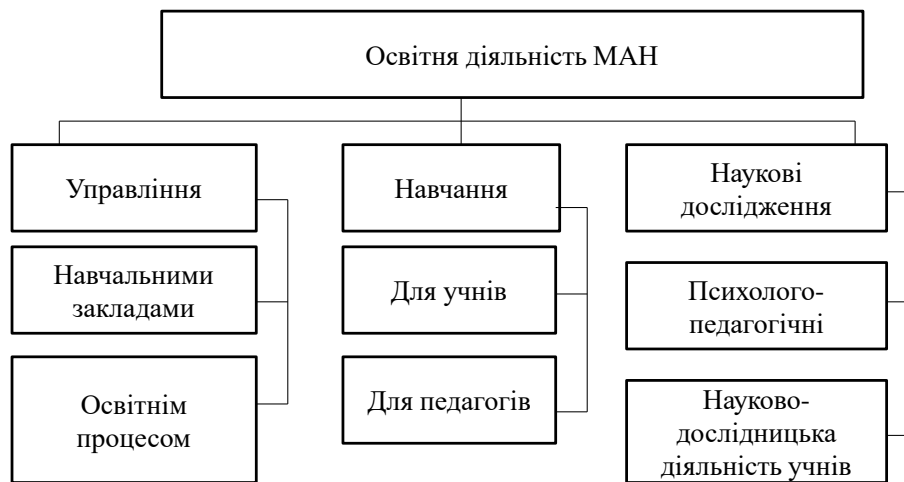 Освітня діяльність МАН
Управління
Навчальними
закладами
Освітнім
процесом
Навчання
Для учнів
Для педагогів
Наукові
дослідження
Психолого-
педагогічні
Науково-
дослідницька
діяльність учнів